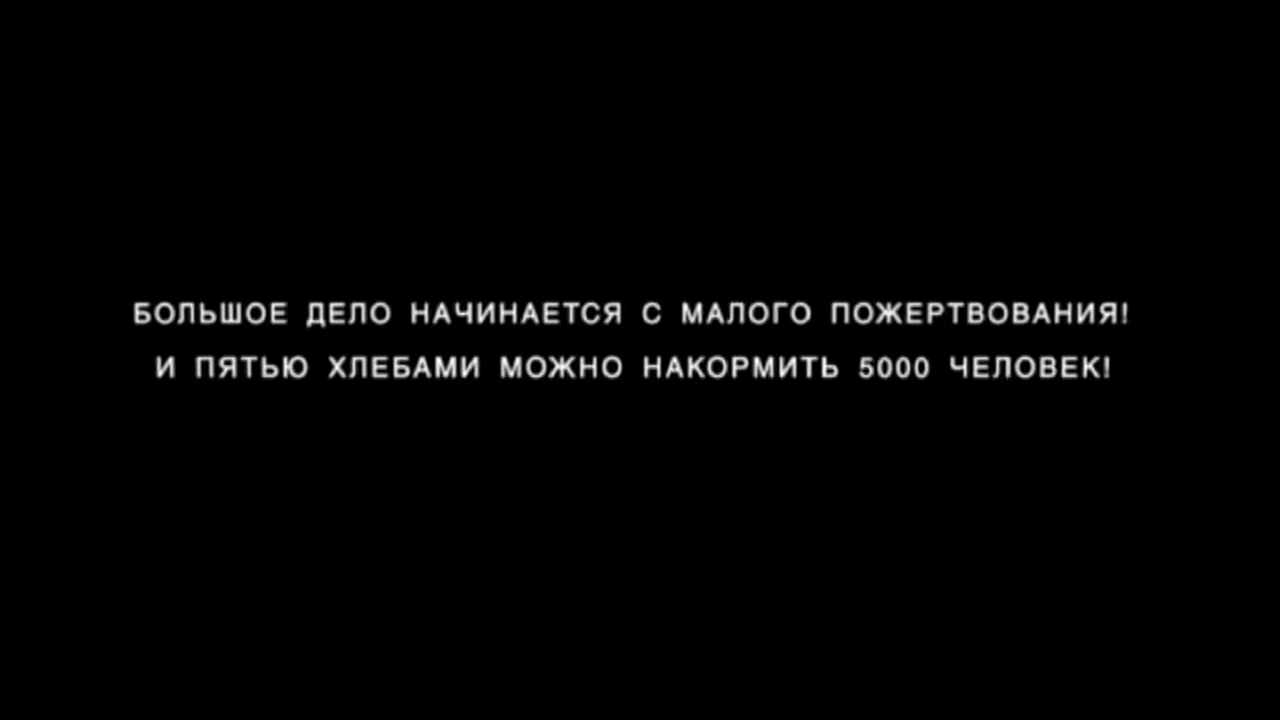 БОЛЬШОЕ ДЕЛО НАЧИНАЕТСЯ С МАЛОГО ПОЖЕРТВОВАНИЯ!
И ПЯТЬЮ ХЛЕБАМИ МОЖНО НАКОРМИТЬ 5000 ЧЕЛОВЕК!